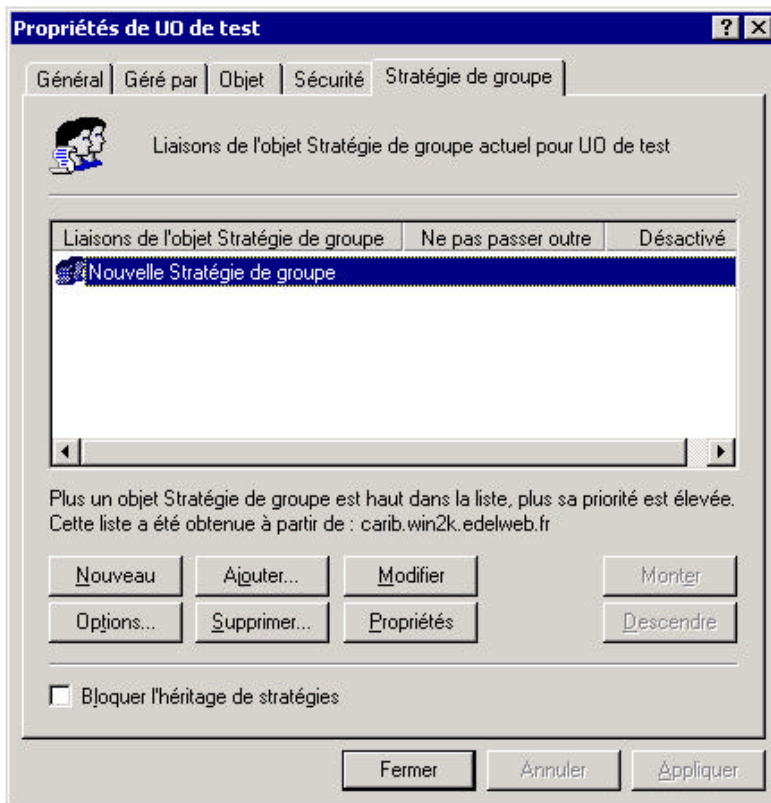 Propriétés de UO de test
Général Géré par Objet Sécurité Stratégie de groupe
Liaisons de l'objet Stratégie de groupe actuel pour UO de test
Liaisons de l'objet Stratégie de groupe Ne pas passer outre Désactivé
Nouvelle Stratégie de groupe
Plus un objet Stratégie de groupe est haut dans la liste, plus sa priorité est élevée.
Cette liste a été obtenue à partir de : carib.win2k.edelweb.fr
Nouveau Ajouter... Modifier Monter
Options... Supprimer... Propriétés Descendre
Bloquer l'héritage de stratégies
Fermer Annuler Appliquer